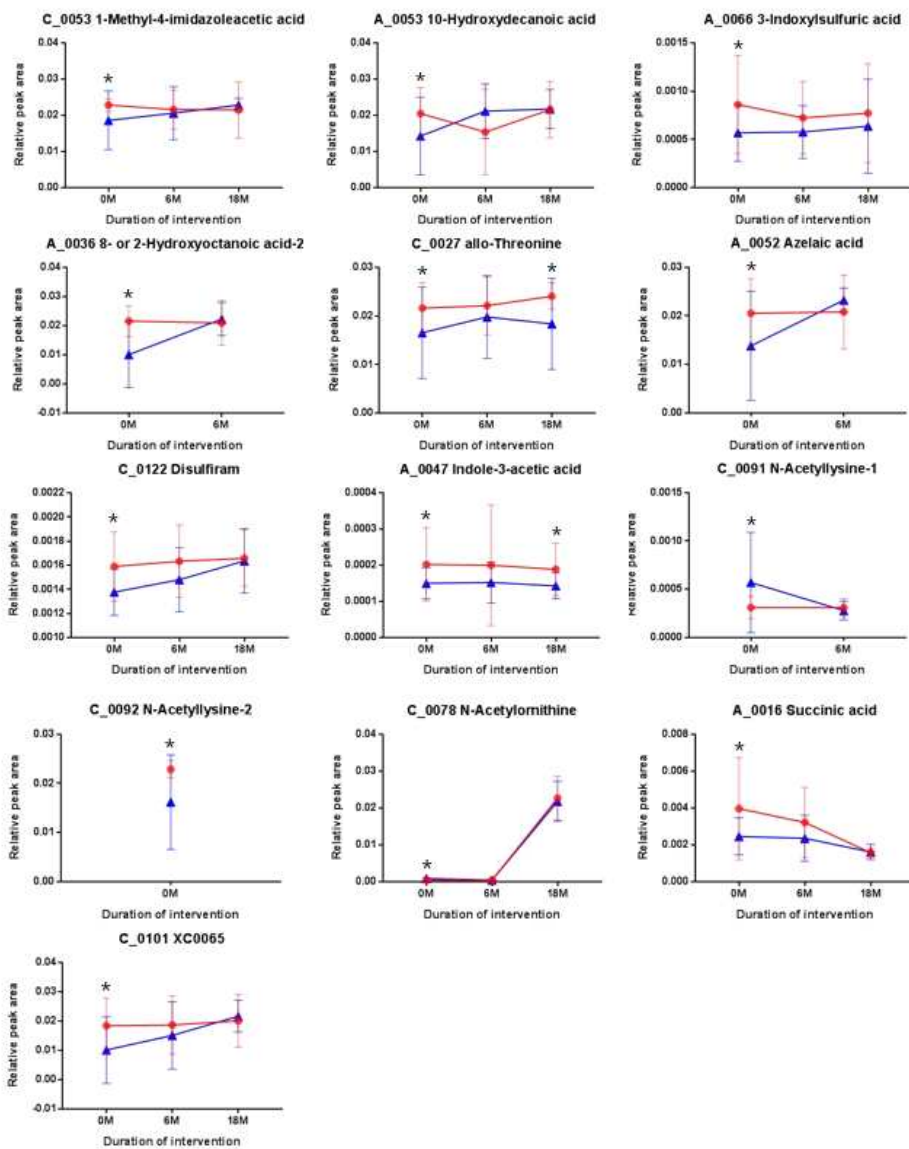 C_0053 1-Methyl-4-imidazoleacetic acid
Relative peak area
0.04
0.03
0.02
0.01
0.00
*
0M 6M 18M
Duration of intervention
A_0053 10-Hydroxydecanoic acid
Relative peak area
0.04
0.03
0.02
0.01
0.00
*
0M 6M 18M
Duration of intervention
A_0066 3-Indoxylsulfuric acid
Relative peak area
0.0015
0.0010
0.0005
0.0000
*
0M 6M 18M
Duration of intervention
A_0036 8- or 2-Hydroxyoctanoic acid-2
Relative peak area
0.04
0.03
0.02
0.01
0.00
-0.01
*
0M 6M
Duration of intervention
C_0027 allo-Threonine
Relative peak area
0.03
0.02
0.01
0.00
* *
0M 6M 18M
Duration of intervention
A_0052 Azelaic acid
Relative peak area
0.03
0.02
0.01
0.00
*
0M 6M
Duration of intervention
C_0122 Disulfiram
Relative peak area
0.0022
0.0020
0.0018
0.0016
0.0014
0.0012
0.0010
*
0M 6M 18M
Duration of intervention
A_0047 Indole-3-acetic acid
Relative peak area
0.0004
0.0003
0.0002
0.0001
0.0000
* *
0M 6M 18M
Duration of intervention
C_0091 N-Acetyllysine-1
Relative peak area
0.0015
0.0010
0.0005
0.0000
*
0M 6M
Duration of intervention
C_0092 N-Acetyllysine-2
Relative peak area
0.03
0.02
0.01
0.00
*
0M
Duration of intervention
C_0078 N-Acetylornithine
Relative peak area
0.04
0.03
0.02
0.01
0.00
*
0M 6M 18M
Duration of intervention
A_0016 Succinic acid
Relative peak area
0.008
0.006
0.004
0.002
0.000
*
0M 6M 18M
Duration of intervention
C_0101 XC0065
Relative peak area
0.04
0.03
0.02
0.01
0.00
-0.01
*
0M 6M 18M
Duration of intervention